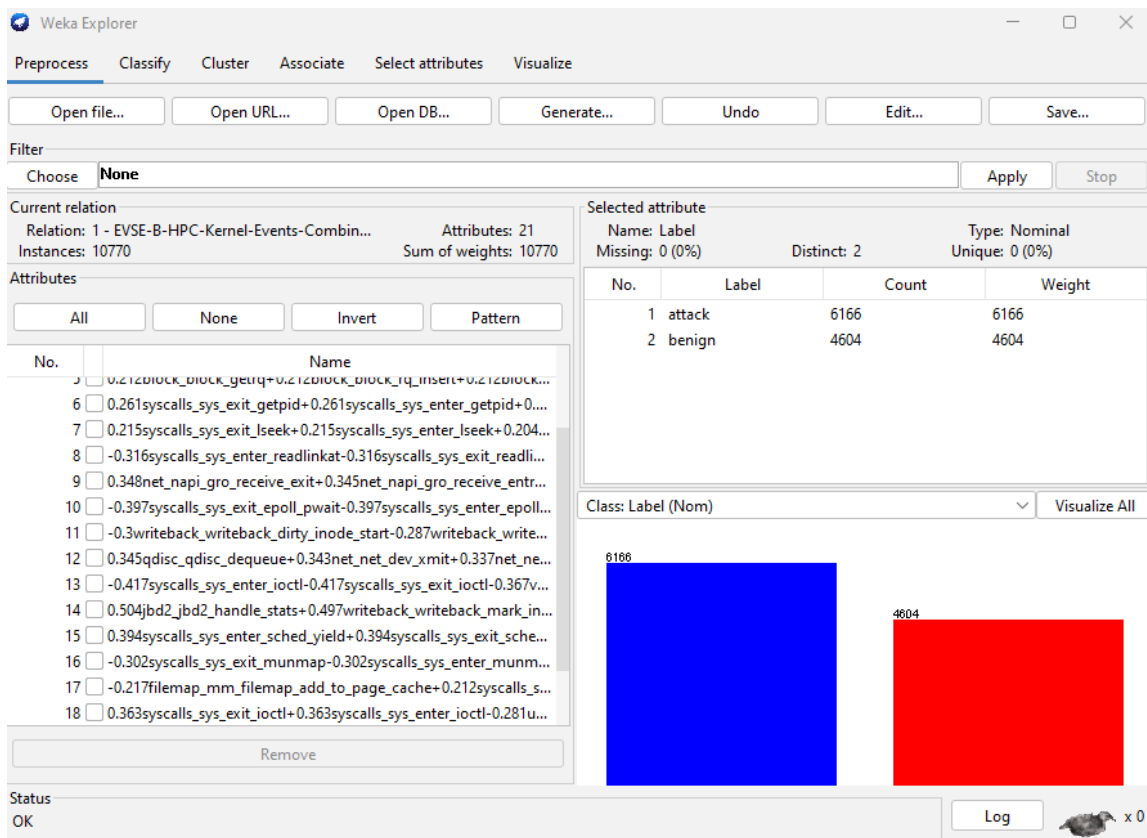 Weka Explorer
Preprocess Classify Cluster Associate Select attributes Visualize
Open file... Open URL... Open DB... Generate... Undo Edit... Save...
Filter
Choose None Apply Stop
Current relation
Relation: 1 - EVSE-B-HPC-Kernel-Events-Combin... Attributes: 21
Instances: 10770 Sum of weights: 10770
Attributes
All None Invert Pattern
No. Name
5 0.212block_block_getrq+0.212block_block_rq_insert+0.212block...
6 0.261syscalls_sys_exit_getpid+0.261syscalls_sys_enter_getpid+0....
7 0.215syscalls_sys_exit_lseek+0.215syscalls_sys_enter_lseek+0.204...
8 -0.316syscalls_sys_enter_readlinkat-0.316syscalls_sys_exit_readli...
9 0.348net_napi_gro_receive_exit+0.345net_napi_gro_receive_entr...
10 -0.397syscalls_sys_exit_epoll_pwait-0.397syscalls_sys_enter_epoll...
11 -0.3writeback_writeback_dirty_inode_start-0.287writeback_write...
12 0.345qdisc_qdisc_dequeue+0.343net_net_dev_xmit+0.337net_ne...
13 -0.417syscalls_sys_enter_ioctl-0.417syscalls_sys_exit_ioctl-0.367v...
14 0.504jbd2_jbd2_handle_stats+0.497writeback_writeback_mark_in...
15 0.394syscalls_sys_enter_sched_yield+0.394syscalls_sys_exit_sche...
16 -0.302syscalls_sys_exit_munmap-0.302syscalls_sys_enter_munm...
17 -0.217filemap_mm_filemap_add_to_page_cache+0.212syscalls_s...
18 0.363syscalls_sys_exit_ioctl+0.363syscalls_sys_enter_ioctl-0.281u...
Remove
Selected attribute
Name: Label Type: Nominal
Missing: 0 (0%) Distinct: 2 Unique: 0 (0%)
No. Label Count Weight
1 attack 6166 6166
2 benign 4604 4604
Class: Label (Nom) Visualize All
6166
4604
Status
OK
Log x 0